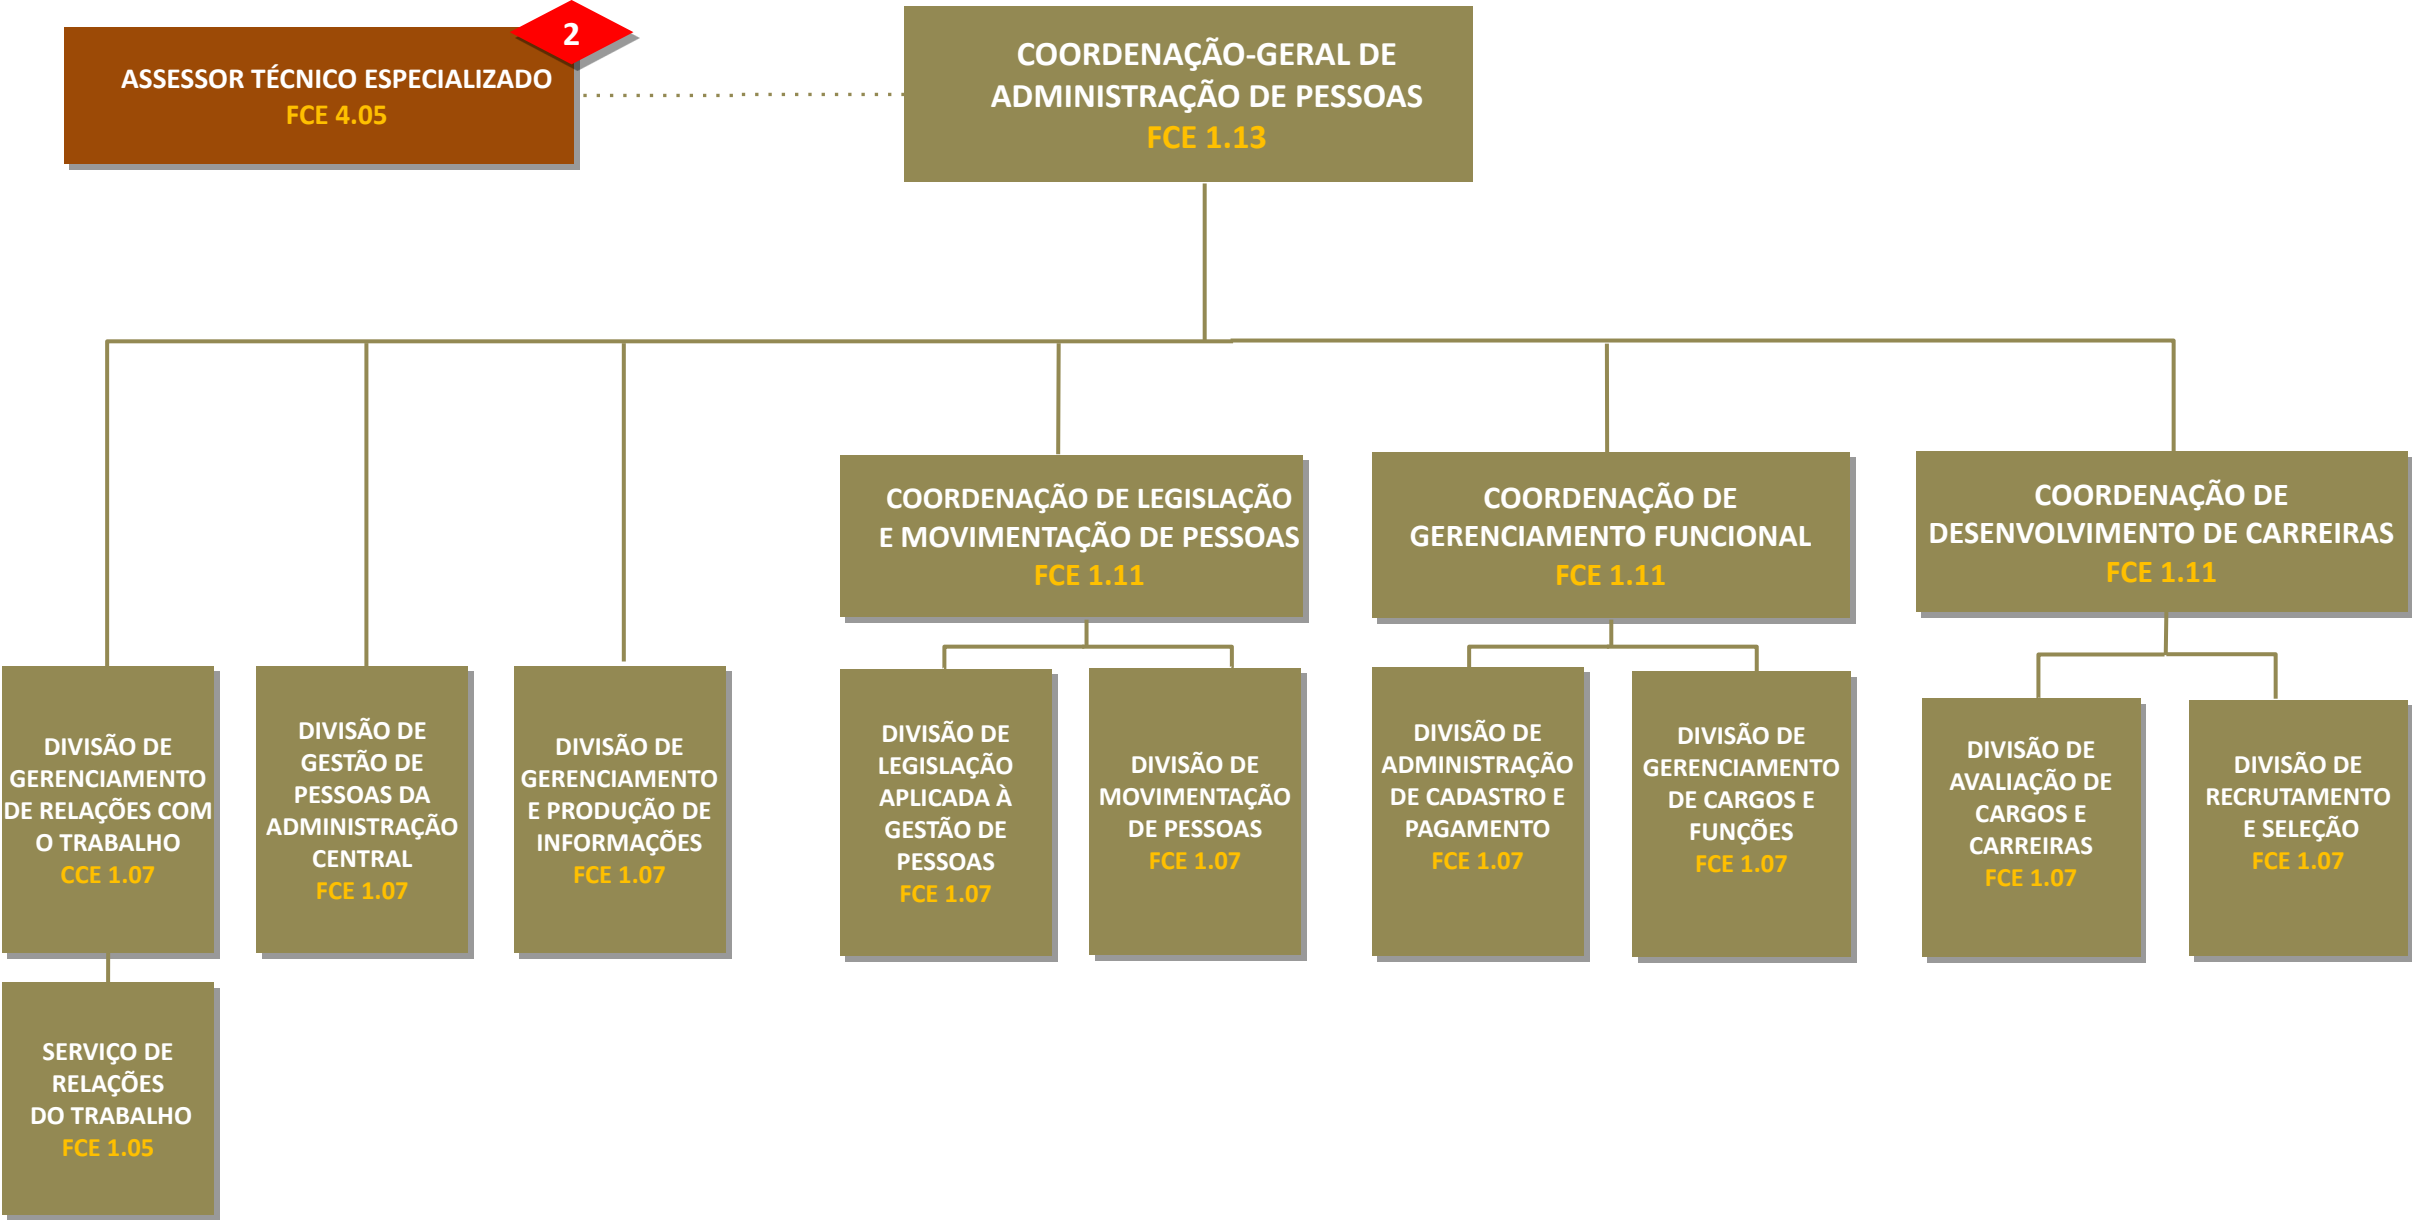 2
ASSESSOR TÉCNICO ESPECIALIZADO
FCE 4.05
COORDENAÇÃO-GERAL DE
ADMINISTRAÇÃO DE PESSOAS
FCE 1.13
COORDENAÇÃO DE LEGISLAÇÃO
E MOVIMENTAÇÃO DE PESSOAS
FCE 1.11
COORDENAÇÃO DE
GERENCIAMENTO FUNCIONAL
FCE 1.11
COORDENAÇÃO DE
DESENVOLVIMENTO DE CARREIRAS
FCE 1.11
DIVISÃO DE
GERENCIAMENTO
DE RELAÇÕES COM
O TRABALHO
CCE 1.07
DIVISÃO DE
GESTÃO DE
PESSOAS DA
ADMINISTRAÇÃO
CENTRAL
FCE 1.07
DIVISÃO DE
GERENCIAMENTO
E PRODUÇÃO DE
INFORMAÇÕES
FCE 1.07
DIVISÃO DE
LEGISLAÇÃO
APLICADA À
GESTÃO DE
PESSOAS
FCE 1.07
DIVISÃO DE
MOVIMENTAÇÃO
DE PESSOAS
FCE 1.07
DIVISÃO DE
ADMINISTRAÇÃO
DE CADASTRO E
PAGAMENTO
FCE 1.07
DIVISÃO DE
GERENCIAMENTO
DE CARGOS E
FUNÇÕES
FCE 1.07
DIVISÃO DE
AVALIAÇÃO DE
CARGOS E
CARREIRAS
FCE 1.07
DIVISÃO DE
RECRUTAMENTO
E SELEÇÃO
FCE 1.07
SERVIÇO DE
RELAÇÕES
DO TRABALHO
FCE 1.05